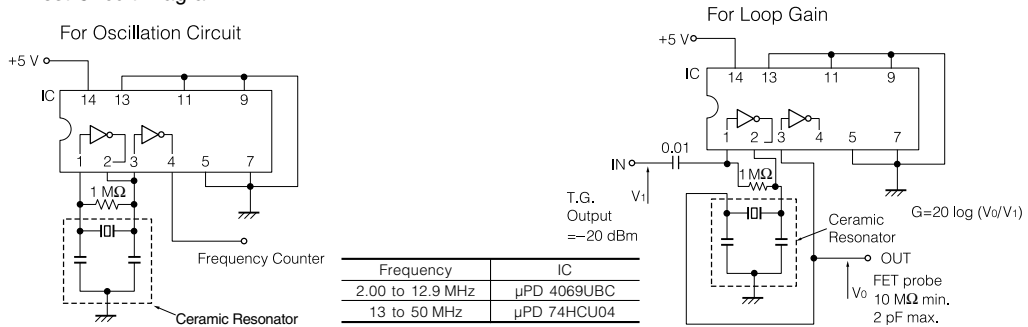 For Oscillation Circuit
+5 V
IC
14 13 11 9
1 2 3 4 5 7
1 MΩ
Frequency Counter
Ceramic Resonator
Frequency IC
2.00 to 12.9 MHz µPD 4069UBC
13 to 50 MHz µPD 74HCU04
For Loop Gain
+5 V
IC
14 13 11 9
1 2 3 4 5 7
0.01
IN
1MΩ
V1
T.G.
Output
=–20 dBm
G=20 log (V0/V1)
Ceramic
Resonator
OUT
V0
FET probe
10 MΩ min.
2 pF max.